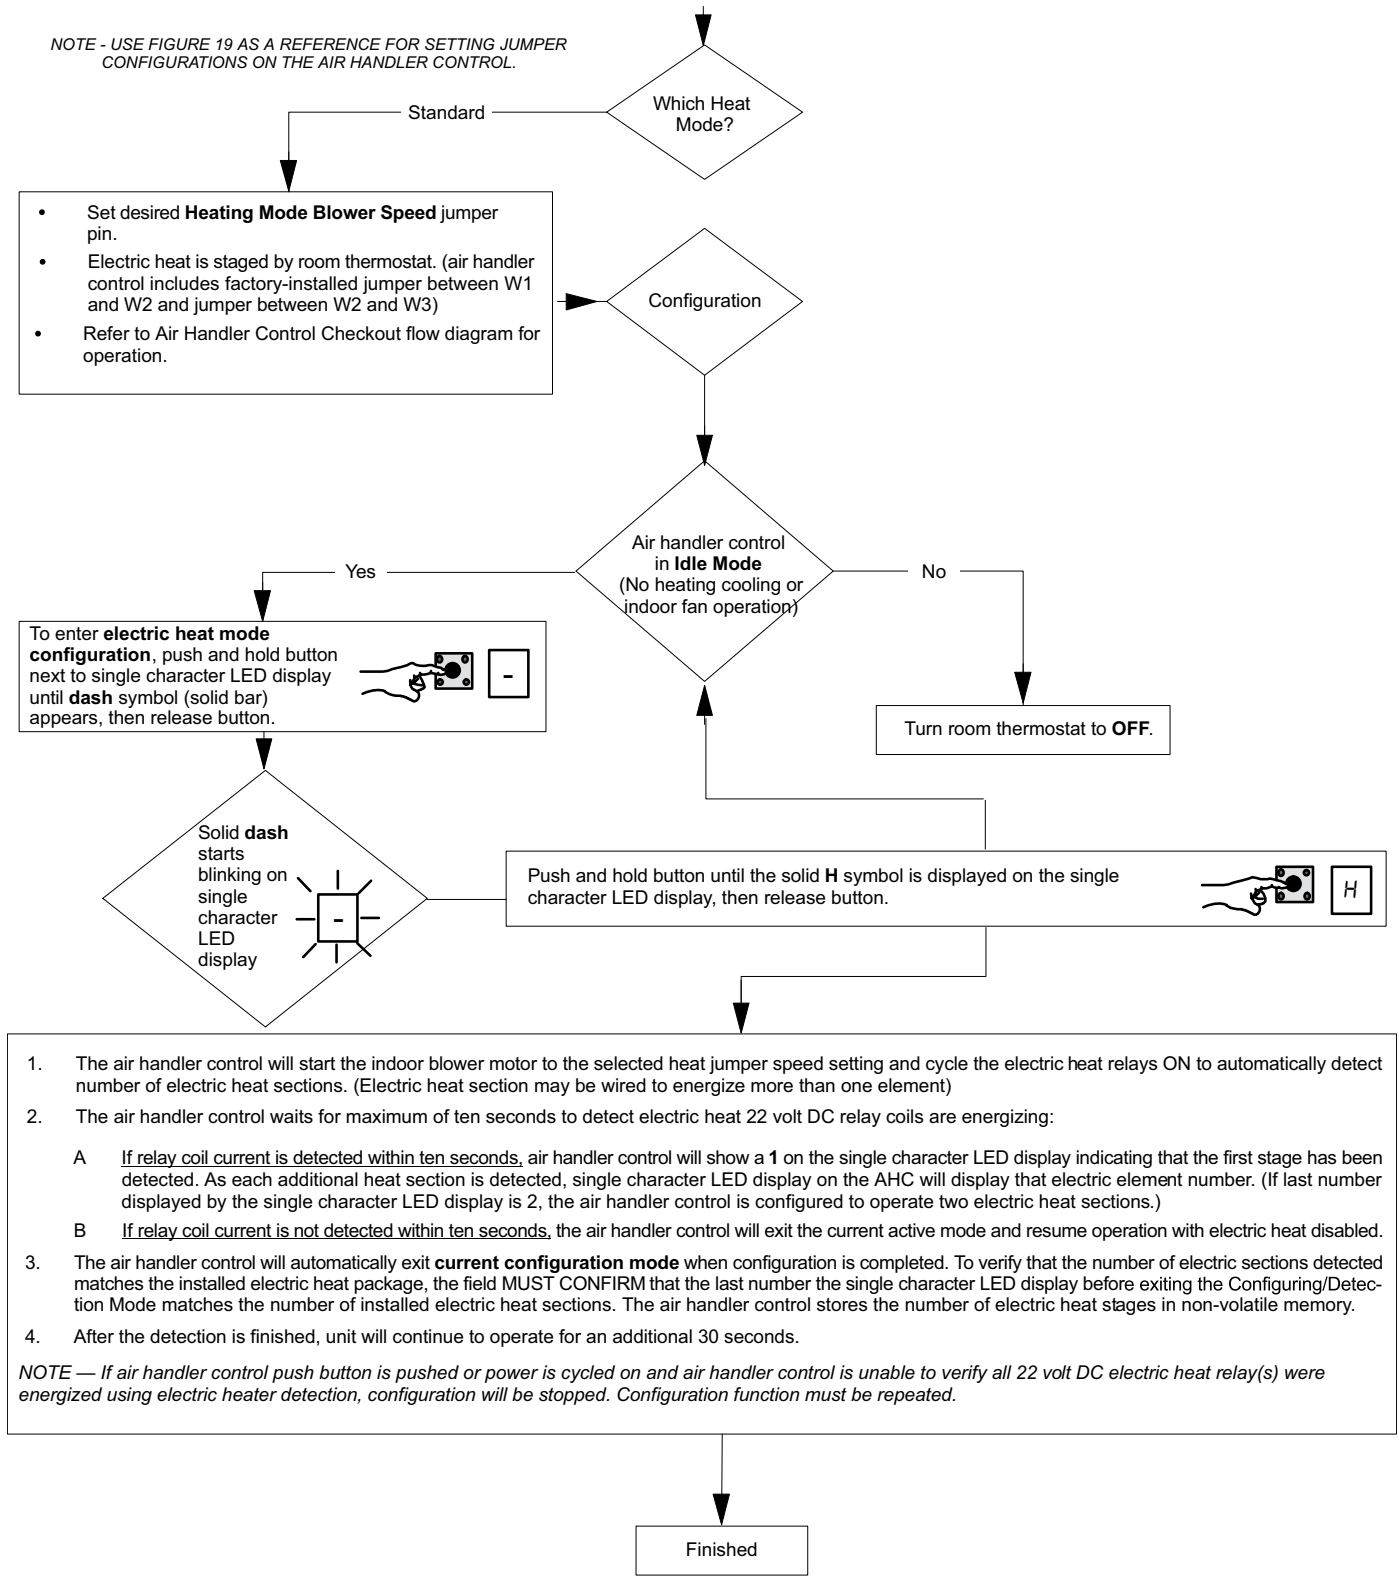 NOTE - USE FIGURE 19 AS A REFERENCE FOR SETTING JUMPER
CONFIGURATIONS ON THE AIR HANDLER CONTROL.
Which Heat
Mode?
Standard
• Set desired Heating Mode Blower Speed jumper
pin.
• Electric heat is staged by room thermostat. (air handler
control includes factory-installed jumper between W1
and W2 and jumper between W2 and W3)
• Refer to Air Handler Control Checkout flow diagram for
operation.
Configuration
Air handler control
in Idle Mode
(No heating cooling or
indoor fan operation)
Yes
No
To enter electric heat mode
configuration, push and hold button
next to single character LED display
until dash symbol (solid bar)
appears, then release button.
-
Turn room thermostat to OFF.
Solid dash
starts
blinking on
single
character
LED
display
-
Push and hold button until the solid H symbol is displayed on the single
character LED display, then release button.
H
1. The air handler control will start the indoor blower motor to the selected heat jumper speed setting and cycle the electric heat relays ON to automatically detect
number of electric heat sections. (Electric heat section may be wired to energize more than one element)
2. The air handler control waits for maximum of ten seconds to detect electric heat 22 volt DC relay coils are energizing:
A If relay coil current is detected within ten seconds, air handler control will show a 1 on the single character LED display indicating that the first stage has been
detected. As each additional heat section is detected, single character LED display on the AHC will display that electric element number. (If last number
displayed by the single character LED display is 2, the air handler control is configured to operate two electric heat sections.)
B If relay coil current is not detected within ten seconds, the air handler control will exit the current active mode and resume operation with electric heat disabled.
3. The air handler control will automatically exit current configuration mode when configuration is completed. To verify that the number of electric sections detected
matches the installed electric heat package, the field MUST CONFIRM that the last number the single character LED display before exiting the Configuring/Detec-
tion Mode matches the number of installed electric heat sections. The air handler control stores the number of electric heat stages in non-volatile memory.
4. After the detection is finished, unit will continue to operate for an additional 30 seconds.
NOTE — If air handler control push button is pushed or power is cycled on and air handler control is unable to verify all 22 volt DC electric heat relay(s) were
energized using electric heater detection, configuration will be stopped. Configuration function must be repeated.
Finished